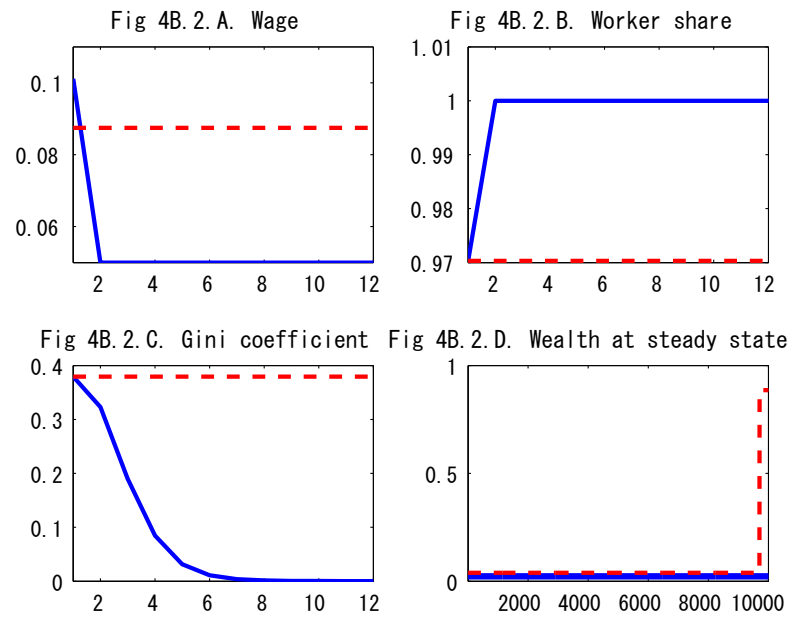 Fig 4B.2.A. Wage
Fig 4B.2.B. Worker share
0.1
0.08
0.06
2 4 6 8 10 12
1.01
1
0.99
0.98
0.97
2 4 6 8 10 12
Fig 4B.2.C. Gini coefficient
Fig 4B.2.D. Wealth at steady state
0.4
0.3
0.2
0.1
0
2 4 6 8 10 12
1
0.5
0
2000 4000 6000 8000 10000